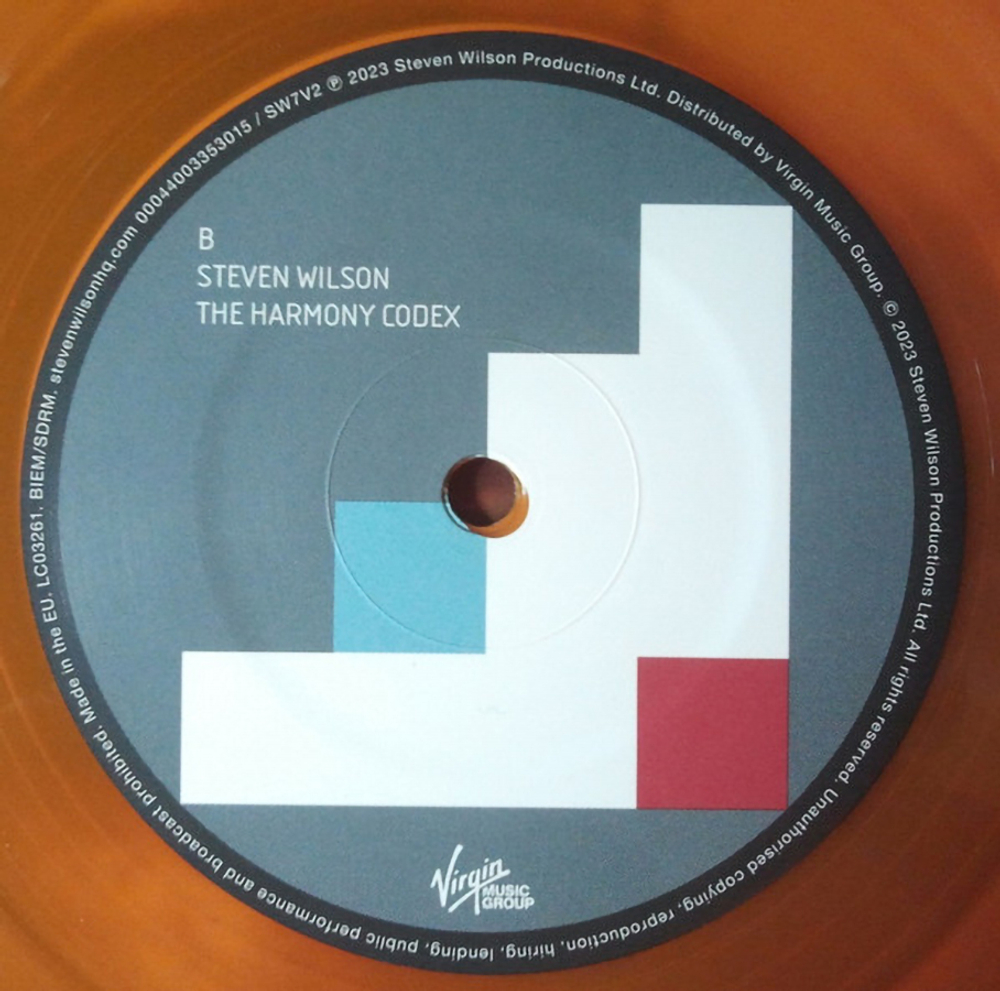 B
STEVEN WILSON
THE HARMONY CODEX
Virgin
MUSIC
GROUP
stevenwilsonhq.com 00044003353015 / SW7V2 ℗ 2023 Steven Wilson Productions Ltd. Distributed by Virgin Music Group. © 2023 Steven Wilson Productions Ltd. All rights reserved. Unauthorised copying, reproduction, hiring, lending, public performance and broadcast prohibited. Made in the EU. LC03261. BIEM/SDRM.